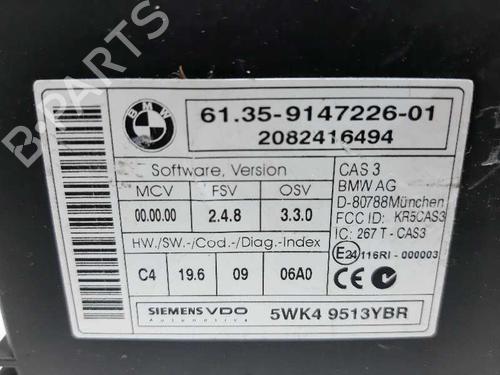 BMW
61.35-9147226-01
2082416494
Software, Version
MCV FSV OSV
00.00.00 2.4.8 3.3.0
HW./SW.-/Cod.-/Diag.-Index
C4 19.6 09 06A0
CAS 3
BMW AG
D-80788München
FCC ID: KR5CAS3
IC: 267 T - CAS3
E24 116RI - 000003
SIEMENS VDO
Automotive
5WK4 9513YBR
B PARTS